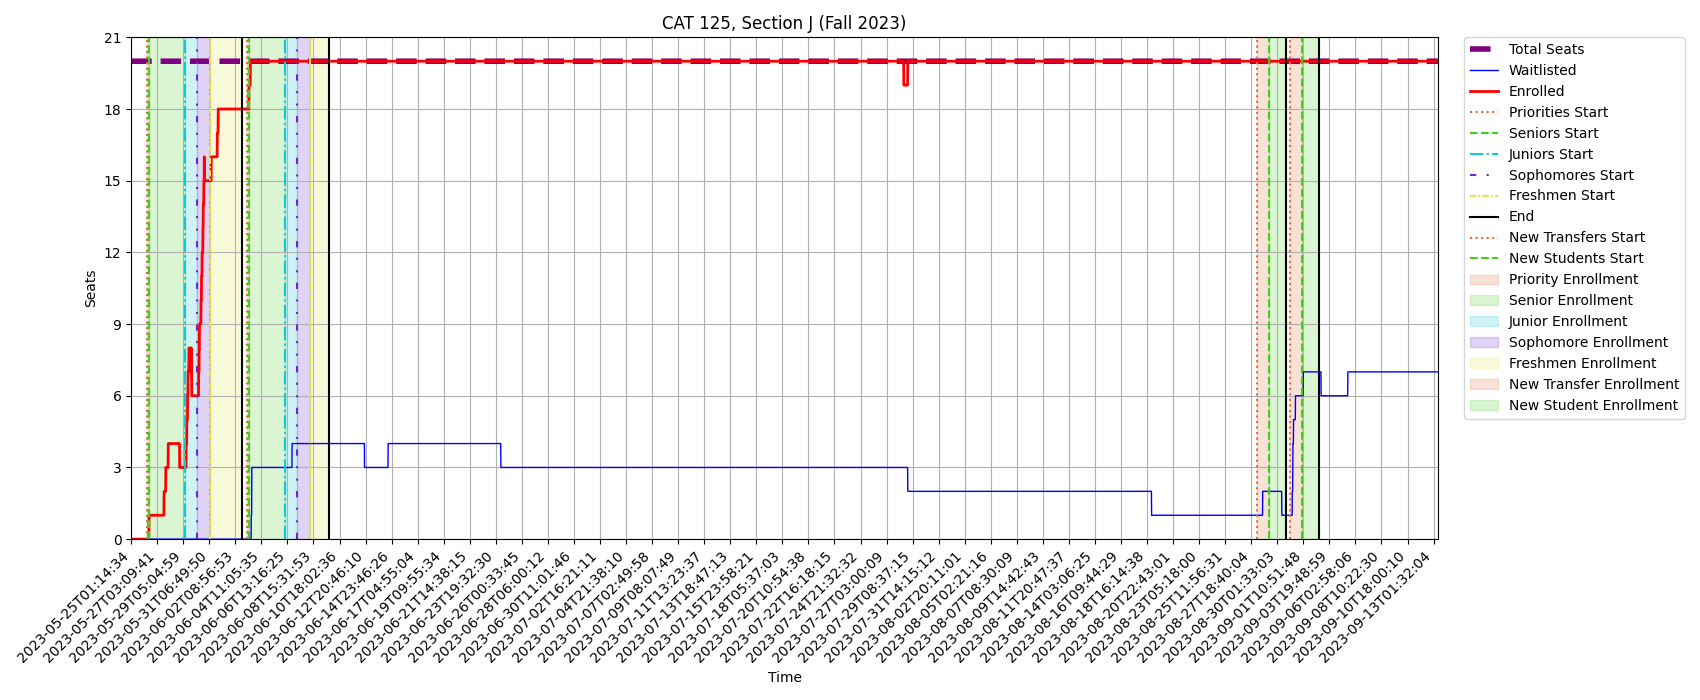 CAT 125, Section J (Fall 2023)
Seats
21
18
15
12
9
6
3
0
2023-05-25T01:14:34
2023-05-27T03:09:41
2023-05-29T05:04:59
2023-05-31T06:49:50
2023-06-02T08:56:53
2023-06-04T11:05:35
2023-06-06T13:16:25
2023-06-08T15:31:53
2023-06-10T18:02:36
2023-06-12T20:46:10
2023-06-14T23:46:26
2023-06-17T04:55:04
2023-06-19T09:55:34
2023-06-21T14:38:15
2023-06-23T19:32:30
2023-06-26T00:33:45
2023-06-28T06:00:12
2023-06-30T11:01:46
2023-07-02T16:21:11
2023-07-04T21:38:10
2023-07-07T02:49:58
2023-07-09T08:07:49
2023-07-11T13:23:37
2023-07-13T18:47:13
2023-07-15T23:58:21
2023-07-18T05:37:03
2023-07-20T10:54:38
2023-07-22T16:18:15
2023-07-24T21:32:32
2023-07-27T03:00:09
2023-07-29T08:37:15
2023-07-31T14:15:12
2023-08-02T20:11:01
2023-08-05T02:21:16
2023-08-07T08:30:09
2023-08-09T14:42:43
2023-08-11T20:47:37
2023-08-14T03:06:25
2023-08-16T09:44:29
2023-08-18T16:14:38
2023-08-20T22:43:01
2023-08-23T05:18:00
2023-08-25T11:56:31
2023-08-27T18:40:04
2023-08-30T01:33:03
2023-09-01T10:51:48
2023-09-03T19:48:59
2023-09-06T02:58:06
2023-09-08T10:22:30
2023-09-10T18:00:10
2023-09-13T01:32:04
Time
Total Seats
Waitlisted
Enrolled
Priorities Start
Seniors Start
Juniors Start
Sophomores Start
Freshmen Start
End
New Transfers Start
New Students Start
Priority Enrollment
Senior Enrollment
Junior Enrollment
Sophomore Enrollment
Freshmen Enrollment
New Transfer Enrollment
New Student Enrollment